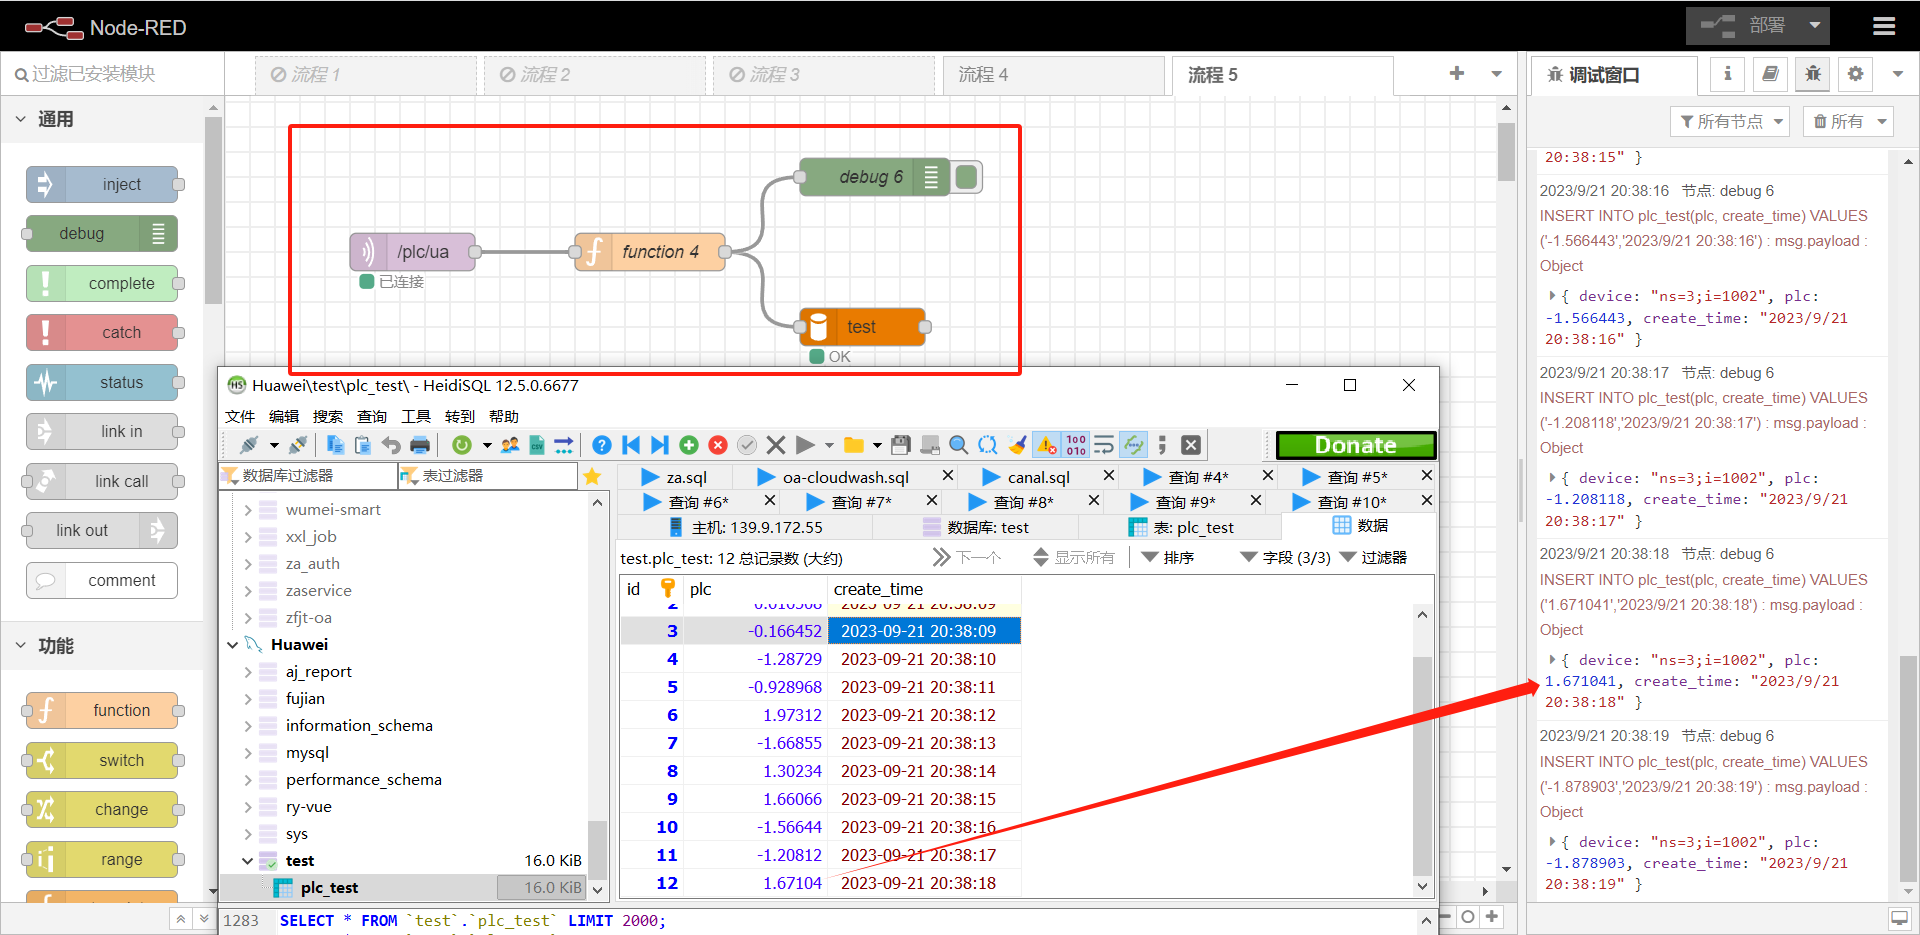 Node-RED
部署
过滤已安装模块
流程 1
流程 2
流程 3
流程 4
流程 5
调试窗口
所有节点
所有
通用
inject
debug
complete
catch
status
link in
link call
link out
comment
功能
function
switch
change
range
/plc/ua
已连接
function 4
debug 6
test
OK
20:38:15" }
2023/9/21 20:38:16 节点: debug 6
INSERT INTO plc_test(plc, create_time) VALUES
('-1.566443','2023/9/21 20:38:16') : msg.payload :
Object
{ device: "ns=3;i=1002", plc:
-1.566443, create_time: "2023/9/21
20:38:16" }
2023/9/21 20:38:17 节点: debug 6
INSERT INTO plc_test(plc, create_time) VALUES
('-1.208118','2023/9/21 20:38:17') : msg.payload :
Object
{ device: "ns=3;i=1002", plc:
-1.208118, create_time: "2023/9/21
20:38:17" }
2023/9/21 20:38:18 节点: debug 6
INSERT INTO plc_test(plc, create_time) VALUES
('1.671041','2023/9/21 20:38:18') : msg.payload :
Object
{ device: "ns=3;i=1002", plc:
1.671041, create_time: "2023/9/21
20:38:18" }
2023/9/21 20:38:19 节点: debug 6
INSERT INTO plc_test(plc, create_time) VALUES
('-1.878903','2023/9/21 20:38:19') : msg.payload :
Object
{ device: "ns=3;i=1002", plc:
-1.878903, create_time: "2023/9/21
20:38:19" }
HS Huawei\test\plc_test\ - HeidiSQL 12.5.0.6677
文件 编辑 搜索 查询 工具 转到 帮助
Donate
数据库过滤器
表过滤器
za.sql
oa-cloudwash.sql
canal.sql
查询 #4*
查询 #5*
查询 #6*
查询 #7*
查询 #8*
查询 #9*
查询 #10*
主机: 139.9.172.55
数据库: test
表: plc_test
数据
wumei-smart
xxl_job
za_auth
zaservice
zfjt-oa
Huawei
aj_report
fujian
information_schema
mysql
performance_schema
ry-vue
sys
test 16.0 KiB
plc_test 16.0 KiB
test.plc_test: 12 总记录数 (大约)
下一个
显示所有
排序
字段 (3/3)
过滤器
id plc create_time
3 -0.166452 2023-09-21 20:38:09
4 -1.28729 2023-09-21 20:38:10
5 -0.928968 2023-09-21 20:38:11
6 1.97312 2023-09-21 20:38:12
7 -1.66855 2023-09-21 20:38:13
8 1.30234 2023-09-21 20:38:14
9 1.66066 2023-09-21 20:38:15
10 -1.56644 2023-09-21 20:38:16
11 -1.20812 2023-09-21 20:38:17
12 1.67104 2023-09-21 20:38:18
1283 SELECT * FROM `test`.`plc_test` LIMIT 2000;